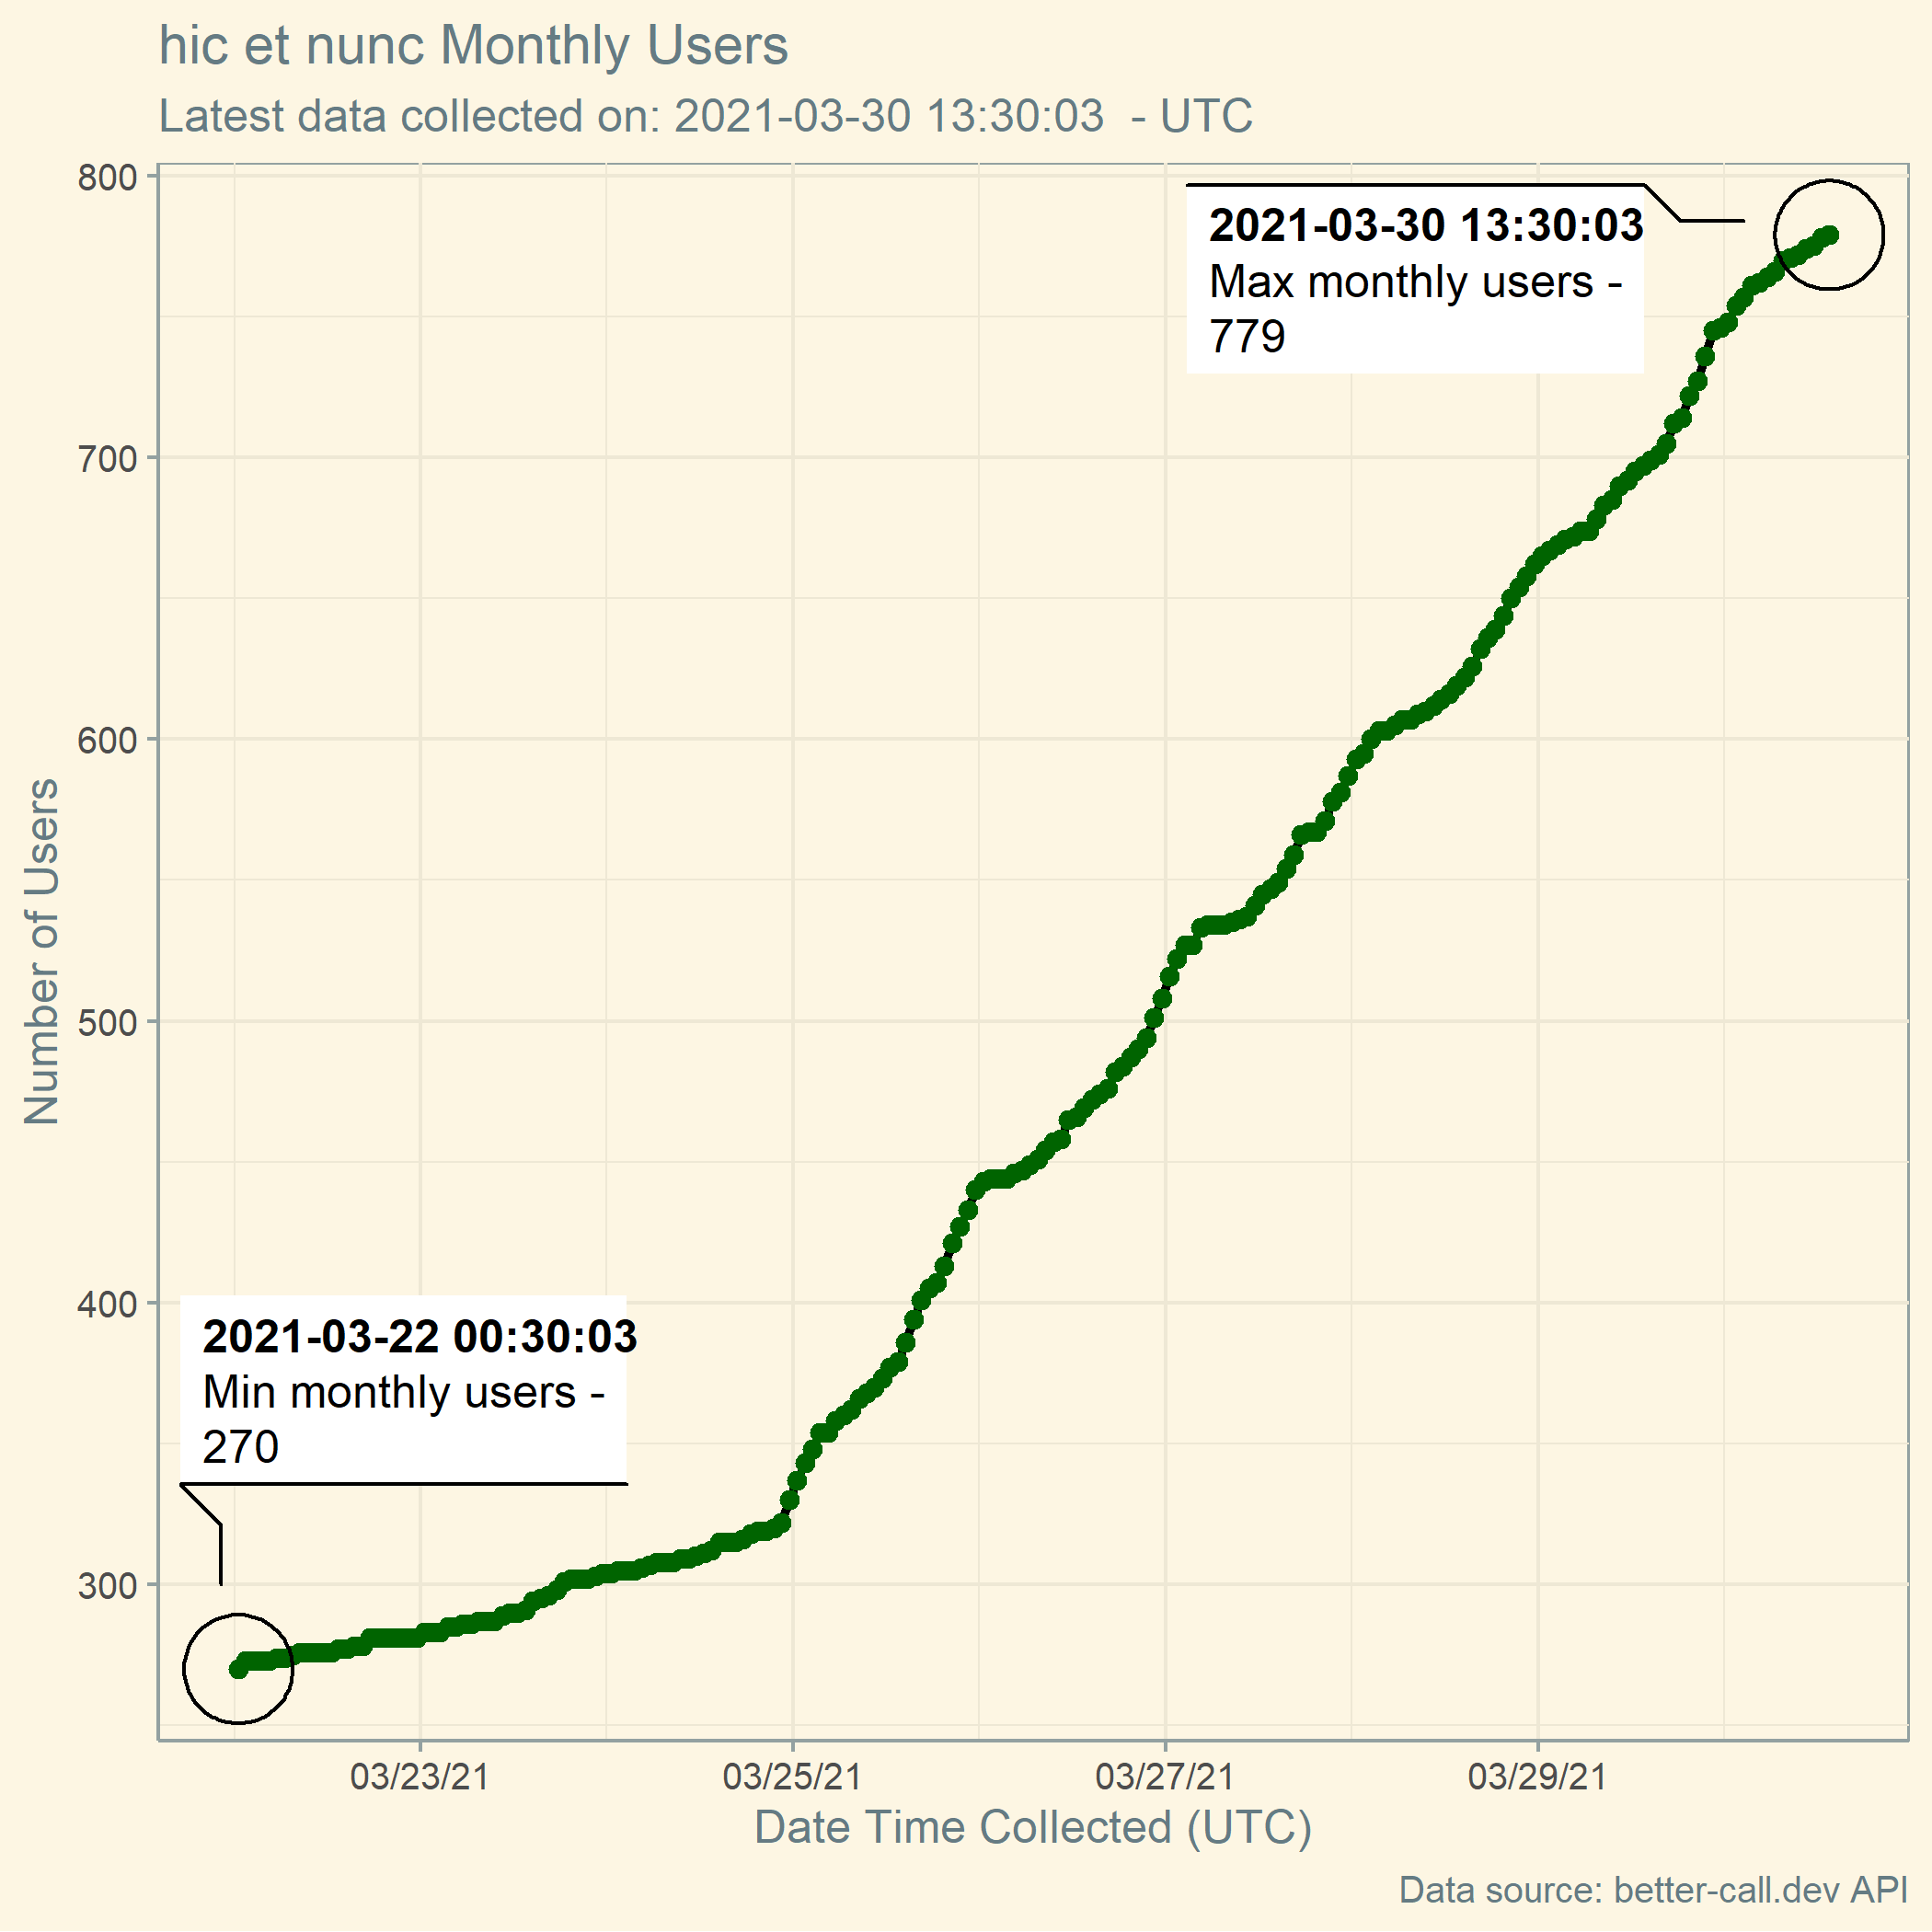 hic et nunc Monthly Users
Latest data collected on: 2021-03-30 13:30:03 - UTC
800
700
600
500
400
300
Number of Users
2021-03-30 13:30:03
Max monthly users -
779
2021-03-22 00:30:03
Min monthly users -
270
03/23/21
03/25/21
03/27/21
03/29/21
Date Time Collected (UTC)
Data source: better-call.dev API